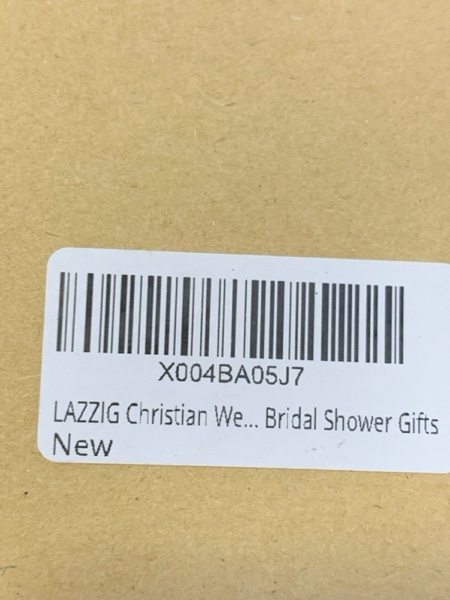 X004BA05J7
LAZZIG Christian We... Bridal Shower Gifts
New